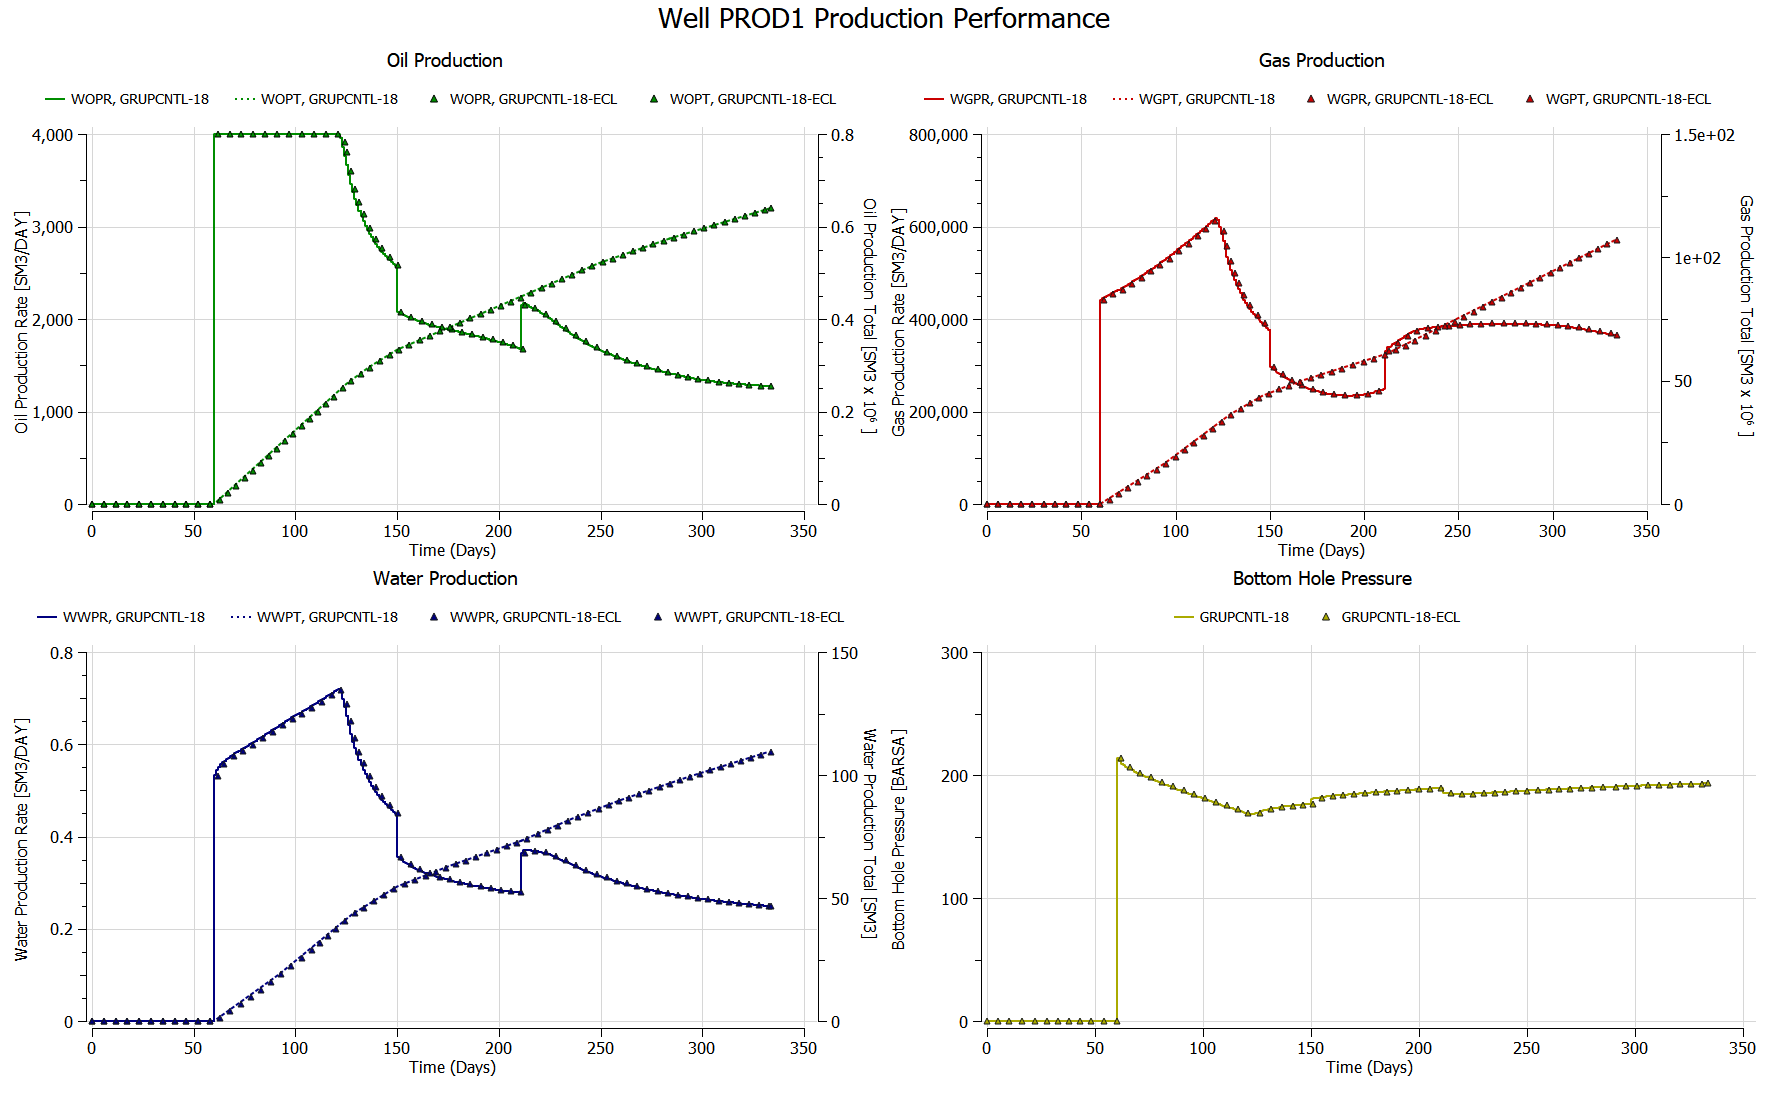 Well PROD1 Production Performance
Oil Production
WOPR, GRUPCNTL-18 WOPT, GRUPCNTL-18 WOPR, GRUPCNTL-18-ECL WOPT, GRUPCNTL-18-ECL
Oil Production Rate [SM3/DAY]
4,000
3,000
2,000
1,000
0
0.8
0.6
0.4
0.2
0
Oil Production Total [SM3 x 10⁶ ]
0 50 100 150 200 250 300 350
Time (Days)
Gas Production
WGPR, GRUPCNTL-18 WGPT, GRUPCNTL-18 WGPR, GRUPCNTL-18-ECL WGPT, GRUPCNTL-18-ECL
Gas Production Rate [SM3/DAY]
800,000
600,000
400,000
200,000
0
1.5e+02
1e+02
50
0
Gas Production Total [SM3 x 10⁶ ]
0 50 100 150 200 250 300 350
Time (Days)
Water Production
WWPR, GRUPCNTL-18 WWPT, GRUPCNTL-18 WWPR, GRUPCNTL-18-ECL WWPT, GRUPCNTL-18-ECL
Water Production Rate [SM3/DAY]
0.8
0.6
0.4
0.2
0
150
100
50
0
Water Production Total [SM3]
0 50 100 150 200 250 300 350
Time (Days)
Bottom Hole Pressure
GRUPCNTL-18 GRUPCNTL-18-ECL
Bottom Hole Pressure [BARSA]
300
200
100
0
0 50 100 150 200 250 300 350
Time (Days)